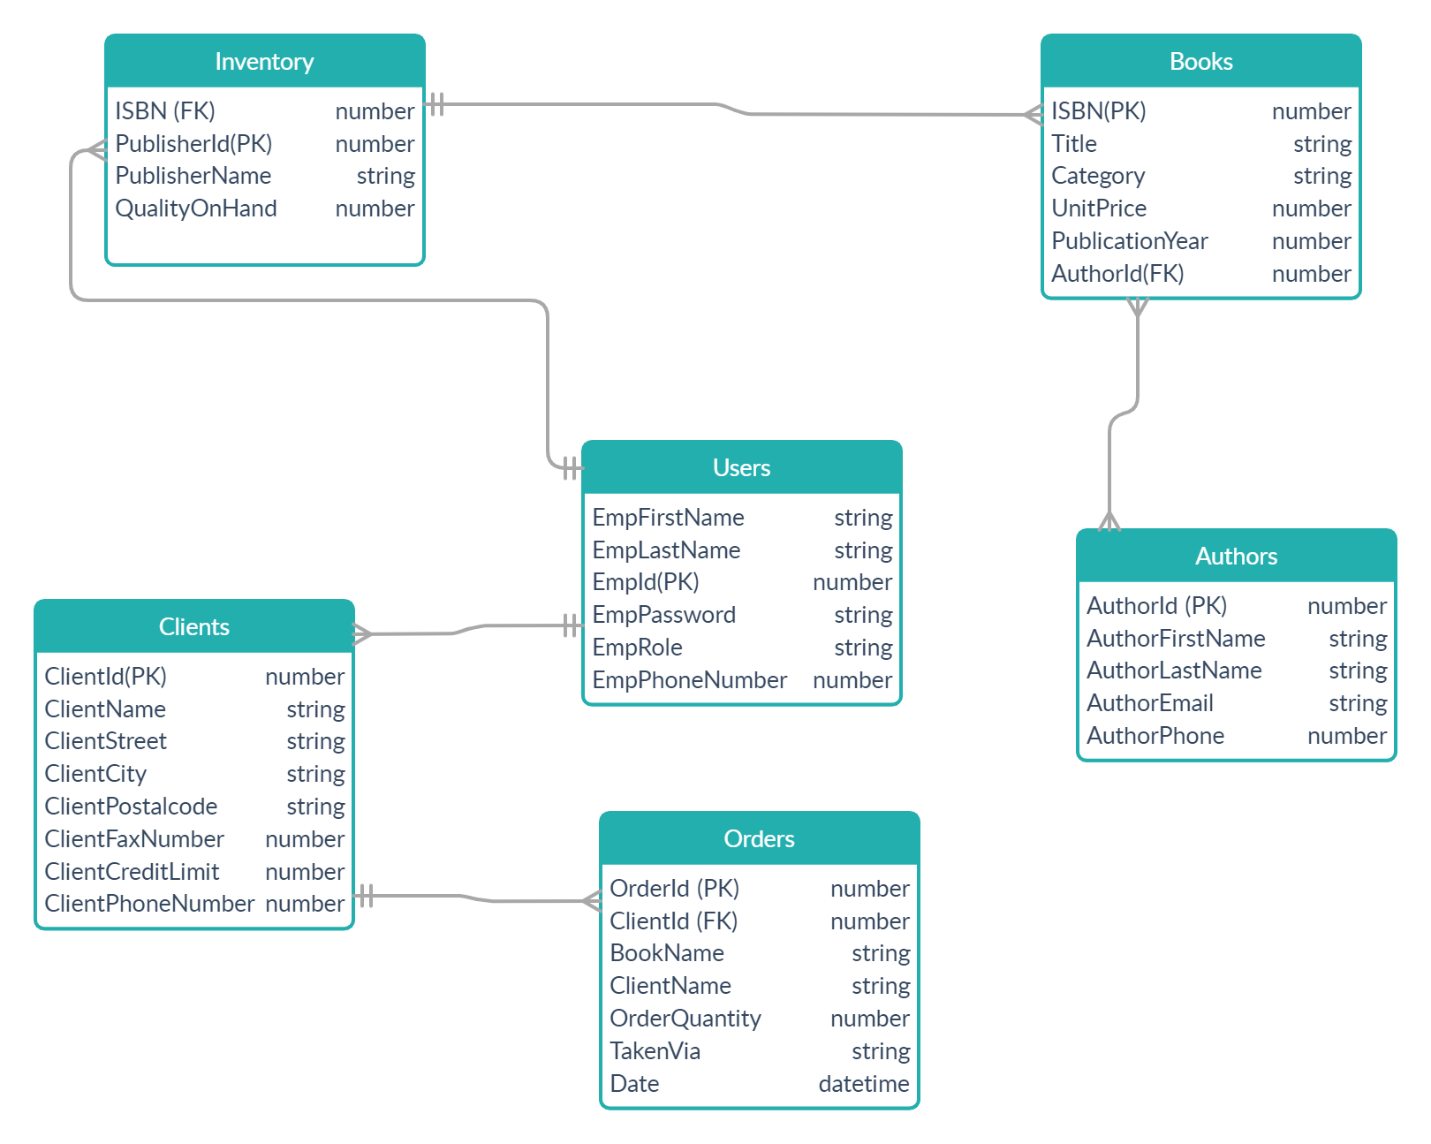 Inventory
ISBN (FK) number
PublisherId(PK) number
PublisherName string
QualityOnHand number
Books
ISBN(PK) number
Title string
Category string
UnitPrice number
PublicationYear number
AuthorId(FK) number
Users
EmpFirstName string
EmpLastName string
EmpId(PK) number
EmpPassword string
EmpRole string
EmpPhoneNumber number
Authors
AuthorId (PK) number
AuthorFirstName string
AuthorLastName string
AuthorEmail string
AuthorPhone number
Clients
ClientId(PK) number
ClientName string
ClientStreet string
ClientCity string
ClientPostalcode string
ClientFaxNumber number
ClientCreditLimit number
ClientPhoneNumber number
Orders
OrderId (PK) number
ClientId (FK) number
BookName string
ClientName string
OrderQuantity number
TakenVia string
Date datetime